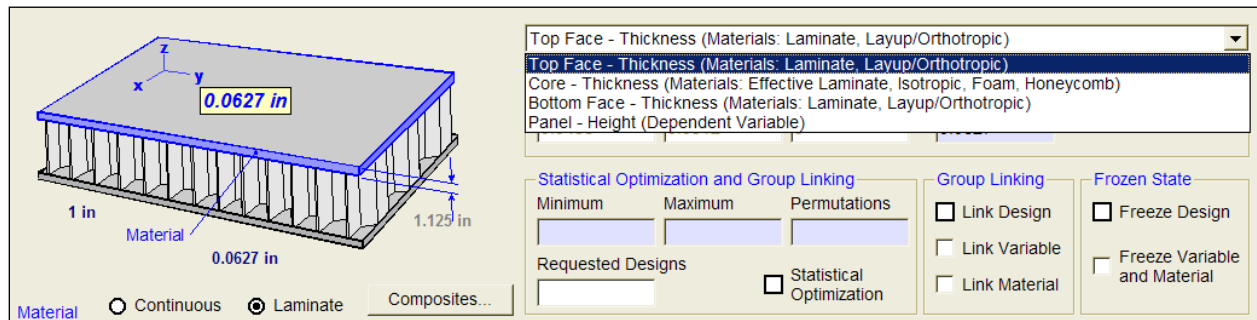 z
y
x
0.0627 in
1 in
Material
0.0627 in
1.125 in
Material
Continuous
Laminate
Composites...
Top Face - Thickness (Materials: Laminate, Layup/Orthotropic)
Top Face - Thickness (Materials: Laminate, Layup/Orthotropic)
Core - Thickness (Materials: Effective Laminate, Isotropic, Foam, Honeycomb)
Bottom Face - Thickness (Materials: Laminate, Layup/Orthotropic)
Panel - Height (Dependent Variable)
Statistical Optimization and Group Linking
Minimum Maximum Permutations
Requested Designs
Statistical
Optimization
Group Linking
Link Design
Link Variable
Link Material
Frozen State
Freeze Design
Freeze Variable
and Material